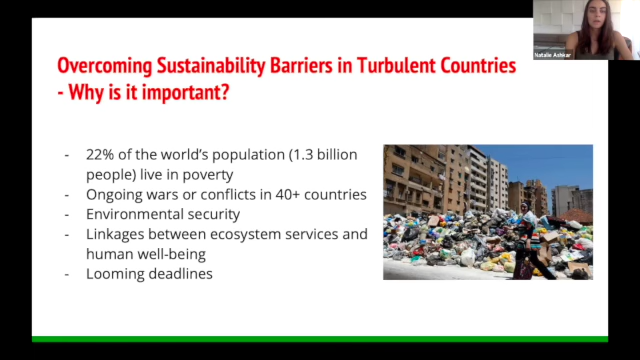 Natalie Ashkar
Overcoming Sustainability Barriers in Turbulent Countries
- Why is it important?
- 22% of the world's population (1.3 billion
people) live in poverty
- Ongoing wars or conflicts in 40+ countries
- Environmental security
- Linkages between ecosystem services and
human well-being
- Looming deadlines